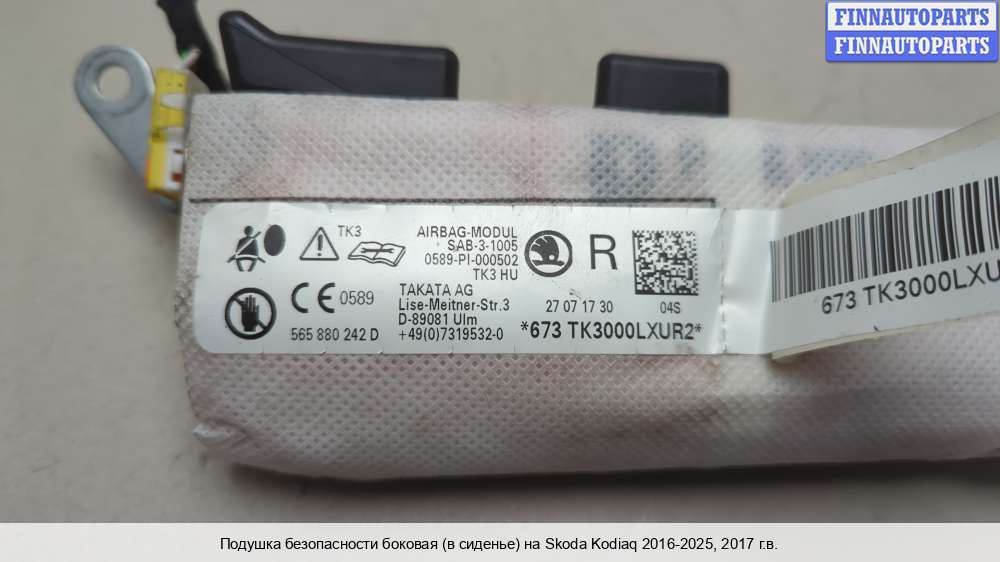 FINNAUTOPARTS
FINNAUTOPARTS
TK3
AIRBAG-MODUL
SAB-3-1005
0589-PI-000502
TK3 HU
R
CE 0589
TAKATA AG
Lise-Meitner-Str.3
D-89081 Ulm
+49(0)7319532-0
565 880 242 D
27 07 17 30
04S
*673 TK3000LXUR2*
673 TK3000LXU
Подушка безопасности боковая (в сиденье) на Skoda Kodiaq 2016-2025, 2017 г.в.